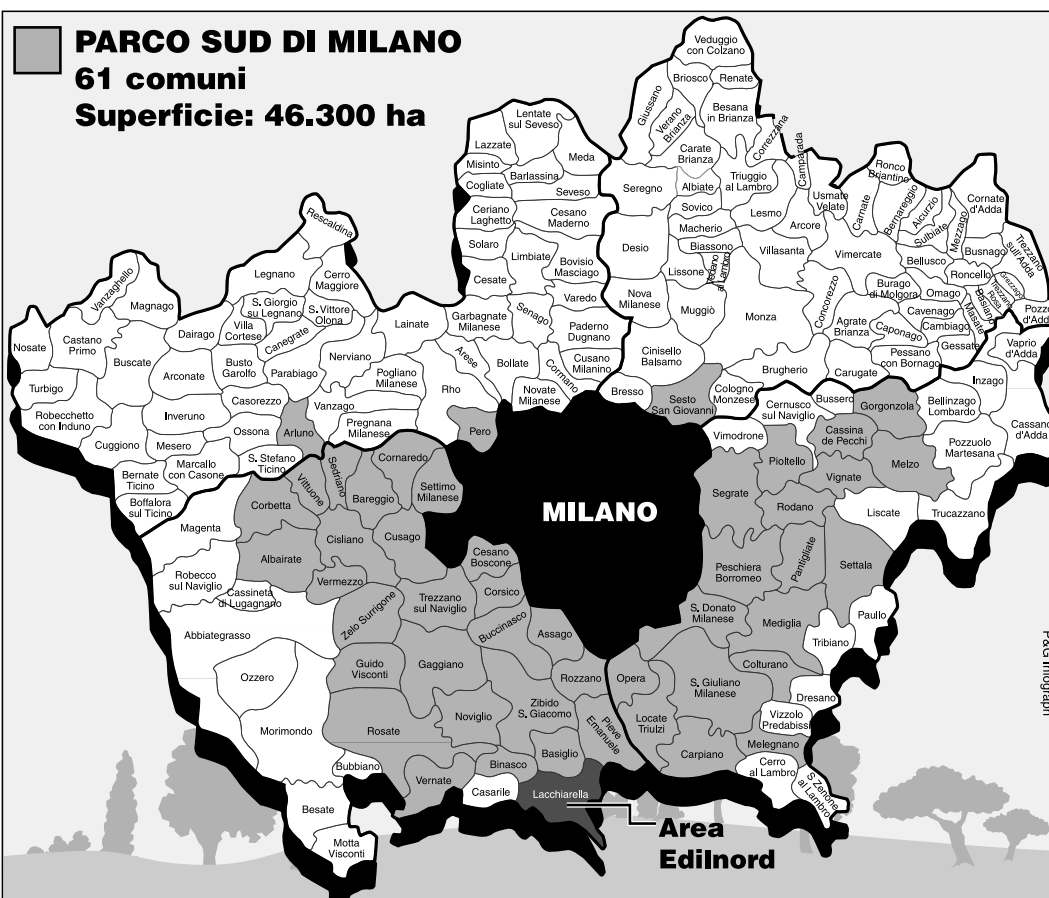 PARCO SUD DI MILANO
61 comuni
Superficie: 46.300 ha
Veduggio
con Colzano
Giussano
Briosco
Renate
Verano
Brianza
Besana
in Brianza
Correzzana
Carate
Brianza
Triuggio
al Lambro
Camparada
Lentate
sul Seveso
Lazzate
Meda
Misinto
Barlassina
Cogliate
Seveso
Ceriano
Laghetto
Cesano
Maderno
Solaro
Limbiate
Bovisio
Masciago
Cesate
Varedo
Senago
Garbagnate
Milanese
Paderno
Dugnano
Seregno
Albiate
Sovico
Macherio
Biassono
Desio
Lissone
Vedano
al Lambro
Lesmo
Arcore
Villasanta
Usmate
Velate
Carnate
Ronco
Briantino
Bernareggio
Aicurzio
Sulbiate
Mezzago
Cornate
d'Adda
Busnago
Trezzano
sull'Adda
Vimercate
Bellusco
Roncello
Grezzago
Trezzano
Rosa
Basiano
Masate
Pozzo
d'Adda
Burago
di Molgora
Omago
Cavenago
Cambiago
Gessate
Vaprio
d'Adda
Nova
Milanese
Muggiò
Monza
Concorezzo
Agrate
Brianza
Caponago
Pessano
con Bornago
Carugate
Brugherio
Cinisello
Balsamo
Inzago
Rescaldina
Legnano
Cerro
Maggiore
Vanzaghello
Magnago
S. Giorgio
su Legnano
S. Vittore
Olona
Dairago
Villa
Cortese
Canegrate
Nosate
Castano
Primo
Buscate
Arconate
Busto
Garolfo
Parabiago
Nerviano
Lainate
Turbigo
Robecchetto
con Induno
Casorezzo
Inveruno
Cuggiono
Mesero
Ossona
Arluno
Vanzago
Pogliano
Milanese
Pregnana
Milanese
Rho
Arese
Bollate
Cormano
Cusano
Milanino
Novate
Milanese
Bresso
Sesto
San Giovanni
Cologno
Monzese
Cernusco
sul Naviglio
Bussero
Gorgonzola
Bellinzago
Lombardo
Cassano
d'Adda
Pozzuolo
Martesana
Bernate
Ticino
Marcallo
con Casone
S. Stefano
Ticino
Boffalora
sul Ticino
Pero
Vimodrone
Cassina
de Pecchi
Melzo
Pioltello
Vignate
Segrate
Rodano
Liscate
Trucazzano
Magenta
Corbetta
Vittuone
Sedriano
Bareggio
Cornaredo
Settimo
Milanese
MILANO
Cisliano
Cusago
Albairate
Vermezzo
Cesano
Boscone
Corsico
Peschiera
Borromeo
Pantigliate
Settala
Robecco
sul Naviglio
Cassineta
di Lugagnano
Abbiategrasso
Zelo Surrigone
Trezzano
sul Naviglio
Buccinasco
Assago
S. Donato
Milanese
Mediglia
Paullo
Tribiano
Colturano
Ozzero
Guido
Visconti
Gaggiano
Rozzano
Opera
S. Giuliano
Milanese
Dresano
Vizzolo
Predabissi
Morimondo
Rosate
Noviglio
Zibido
S. Giacomo
Pieve
Emanuele
Locate
Triulzi
Carpiano
Melegnano
Cerro
al Lambro
S. Zenone
al Lambro
Bubbiano
Vernate
Binasco
Basiglio
Casarile
Lacchiarella
Besate
Motta
Visconti
Area
Edilnord
P&G Infograph